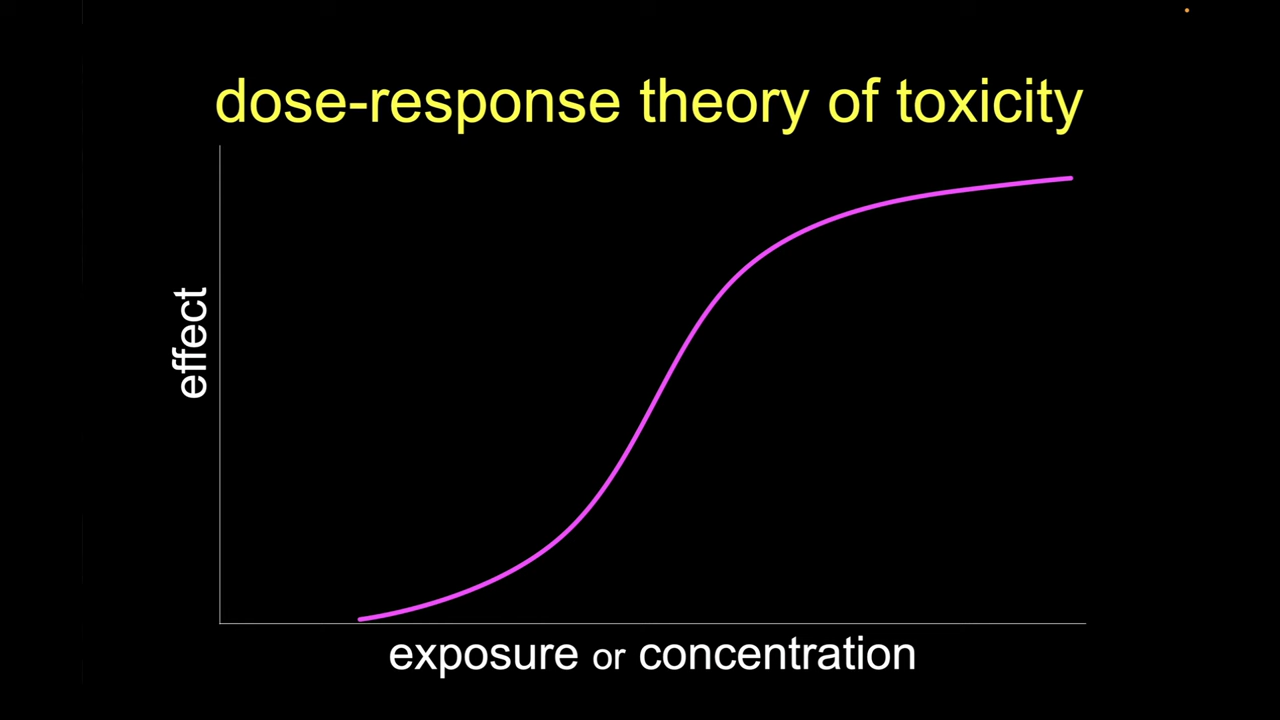 dose-response theory of toxicity
effect
exposure or concentration